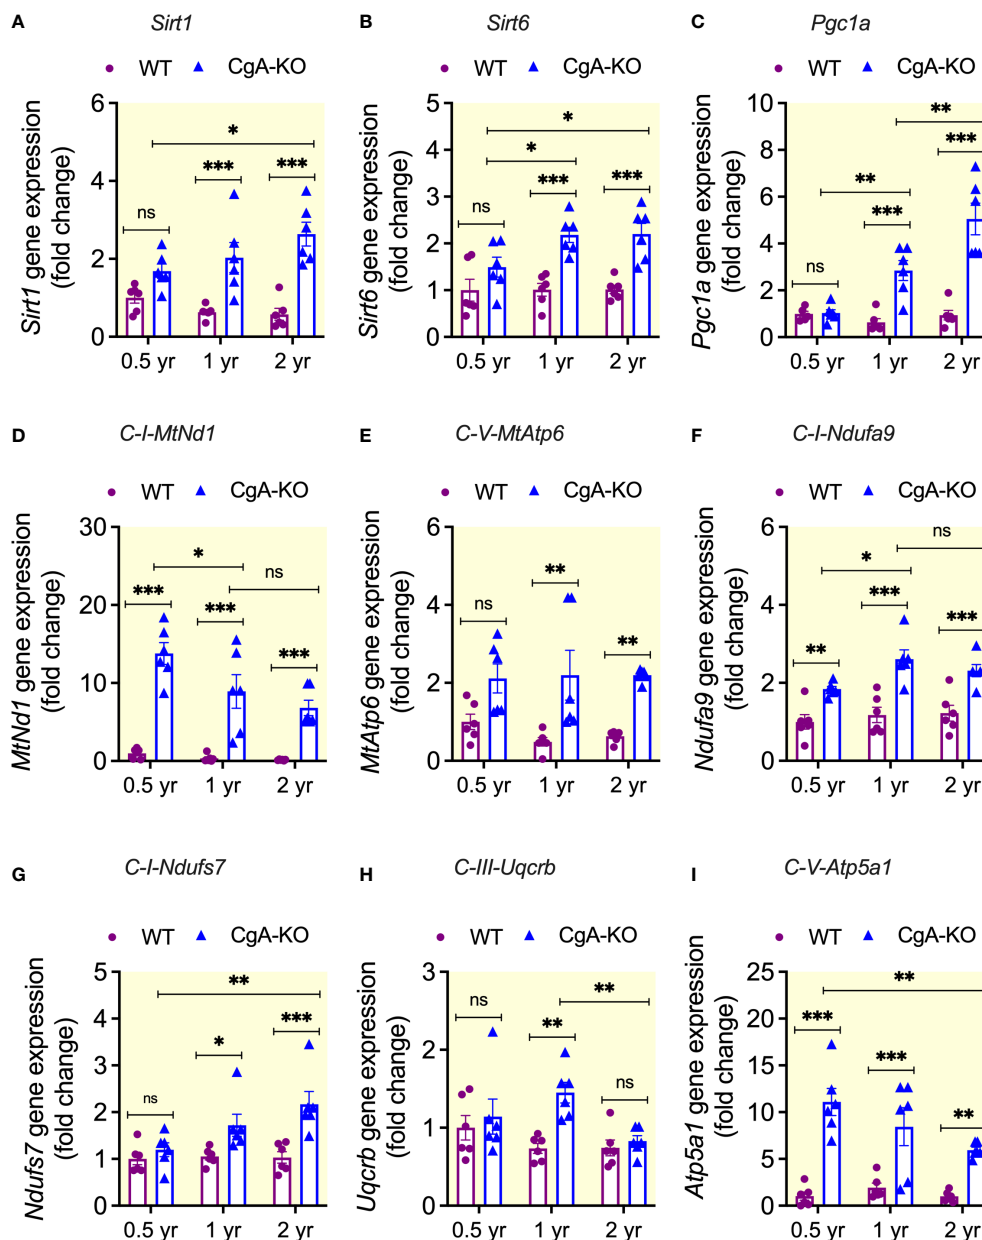 A Sirt1
WT CgA-KO
Sirt1 gene expression
(fold change)
6
4
2
0
ns
***
***
*
0.5 yr 1 yr 2 yr
B Sirt6
WT CgA-KO
Sirt6 gene expression
(fold change)
5
4
3
2
1
0
*
*
ns
***
***
0.5 yr 1 yr 2 yr
C Pgc1a
WT CgA-KO
Pgc1a gene expression
(fold change)
10
8
6
4
2
0
**
***
**
***
ns
0.5 yr 1 yr 2 yr
D C-I-MtNd1
WT CgA-KO
MtNd1 gene expression
(fold change)
30
20
10
0
*
ns
***
***
***
0.5 yr 1 yr 2 yr
E C-V-MtAtp6
WT CgA-KO
MtAtp6 gene expression
(fold change)
6
4
2
0
ns
**
**
0.5 yr 1 yr 2 yr
F C-I-Ndufa9
WT CgA-KO
Ndufa9 gene expression
(fold change)
6
4
2
0
ns
*
***
***
**
0.5 yr 1 yr 2 yr
G C-I-Ndufs7
WT CgA-KO
Ndufs7 gene expression
(fold change)
5
4
3
2
1
0
**
***
*
ns
0.5 yr 1 yr 2 yr
H C-III-Uqcrb
WT CgA-KO
Uqcrb gene expression
(fold change)
3
2
1
0
ns
**
**
ns
0.5 yr 1 yr 2 yr
I C-V-Atp5a1
WT CgA-KO
Atp5a1 gene expression
(fold change)
25
20
15
10
5
0
**
***
***
**
0.5 yr 1 yr 2 yr